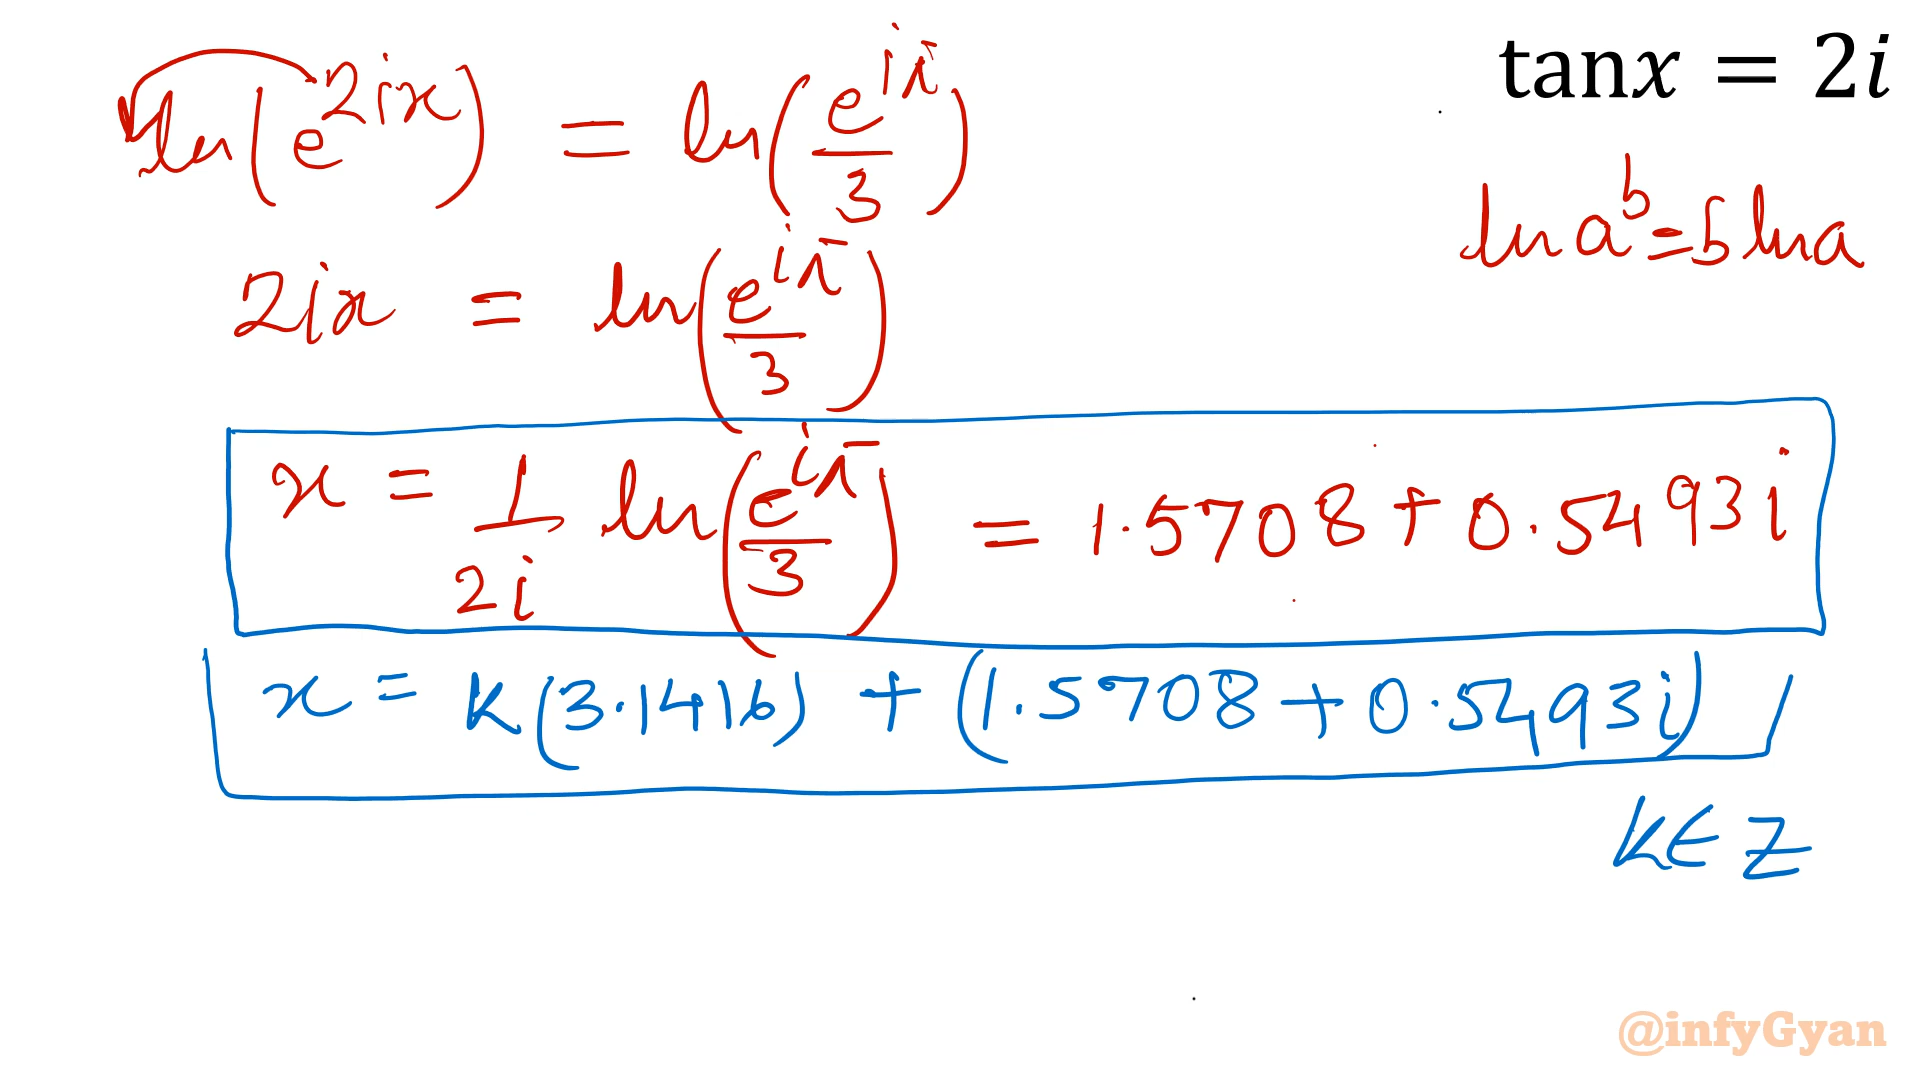 tanx = 2i
ln(e^{2ix}) = ln(e^{iπ}/3)
ln a^b = b ln a
2ix = ln(e^{iπ}/3)
x = 1/2i ln(e^{iπ}/3) = 1.5708 + 0.5493i
x = k(3.1416) + (1.5708 + 0.5493i)
k ∈ Z
@infyGyan